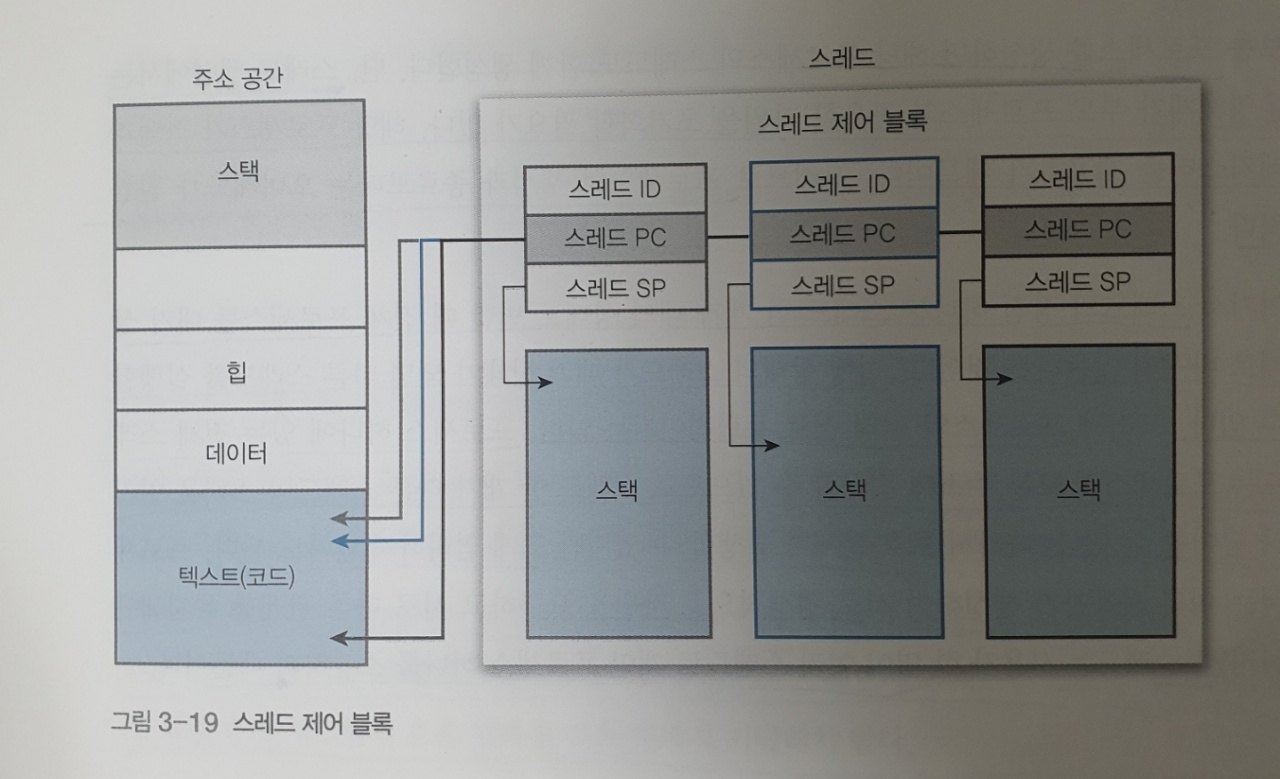 주소 공간
스택
힙
데이터
텍스트(코드)
스레드
스레드 제어 블록
스레드 ID
스레드 PC
스레드 SP
스택
스레드 ID
스레드 PC
스레드 SP
스택
스레드 ID
스레드 PC
스레드 SP
스택
그림 3-19 스레드 제어 블록